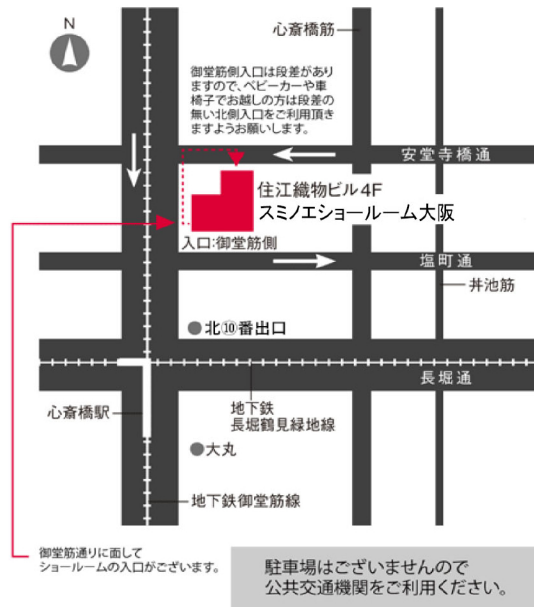 N
心斎橋筋
御堂筋側入口は段差があり
ますので、ベビーカーや車
椅子でお越しの方は段差の
無い北側入口をご利用頂き
ますようお願いします。
安堂寺橋通
住江織物ビル4F
スミノエショールーム大阪
入口:御堂筋側
塩町通
井池筋
北⑩番出口
長堀通
心斎橋駅
地下鉄
長堀鶴見緑地線
大丸
地下鉄御堂筋線
御堂筋通りに面して
ショールームの入口がございます。
駐車場はございませんので
公共交通機関をご利用ください。